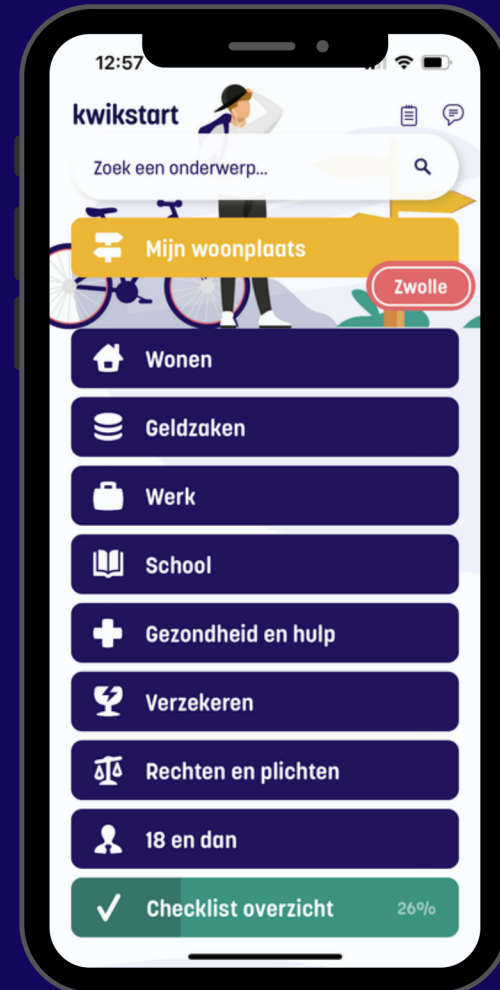 12:57
kwikstart
Zoek een onderwerp...
Mijn woonplaats
Zwolle
Wonen
Geldzaken
Werk
School
Gezondheid en hulp
Verzekeren
Rechten en plichten
18 en dan
Checklist overzicht 26%